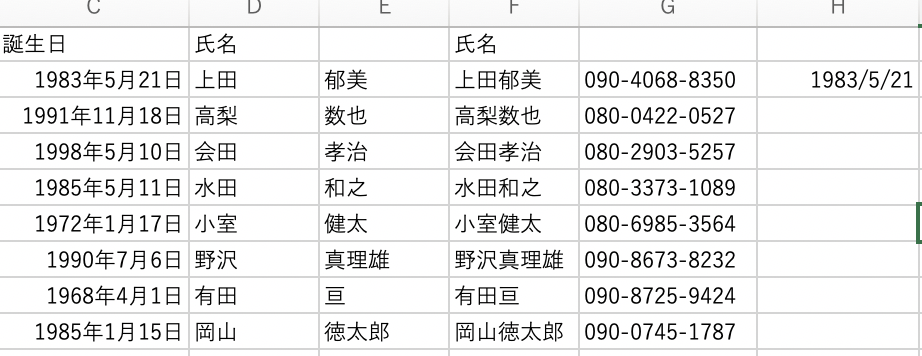 C D E F G H
誕生日 氏名 氏名
1983年5月21日 上田 郁美 上田郁美 090-4068-8350 1983/5/21
1991年11月18日 高梨 数也 高梨数也 080-0422-0527
1998年5月10日 会田 孝治 会田孝治 080-2903-5257
1985年5月11日 水田 和之 水田和之 080-3373-1089
1972年1月17日 小室 健太 小室健太 080-6985-3564
1990年7月6日 野沢 真理雄 野沢真理雄 090-8673-8232
1968年4月1日 有田 亘 有田亘 090-8725-9424
1985年1月15日 岡山 徳太郎 岡山徳太郎 090-0745-1787